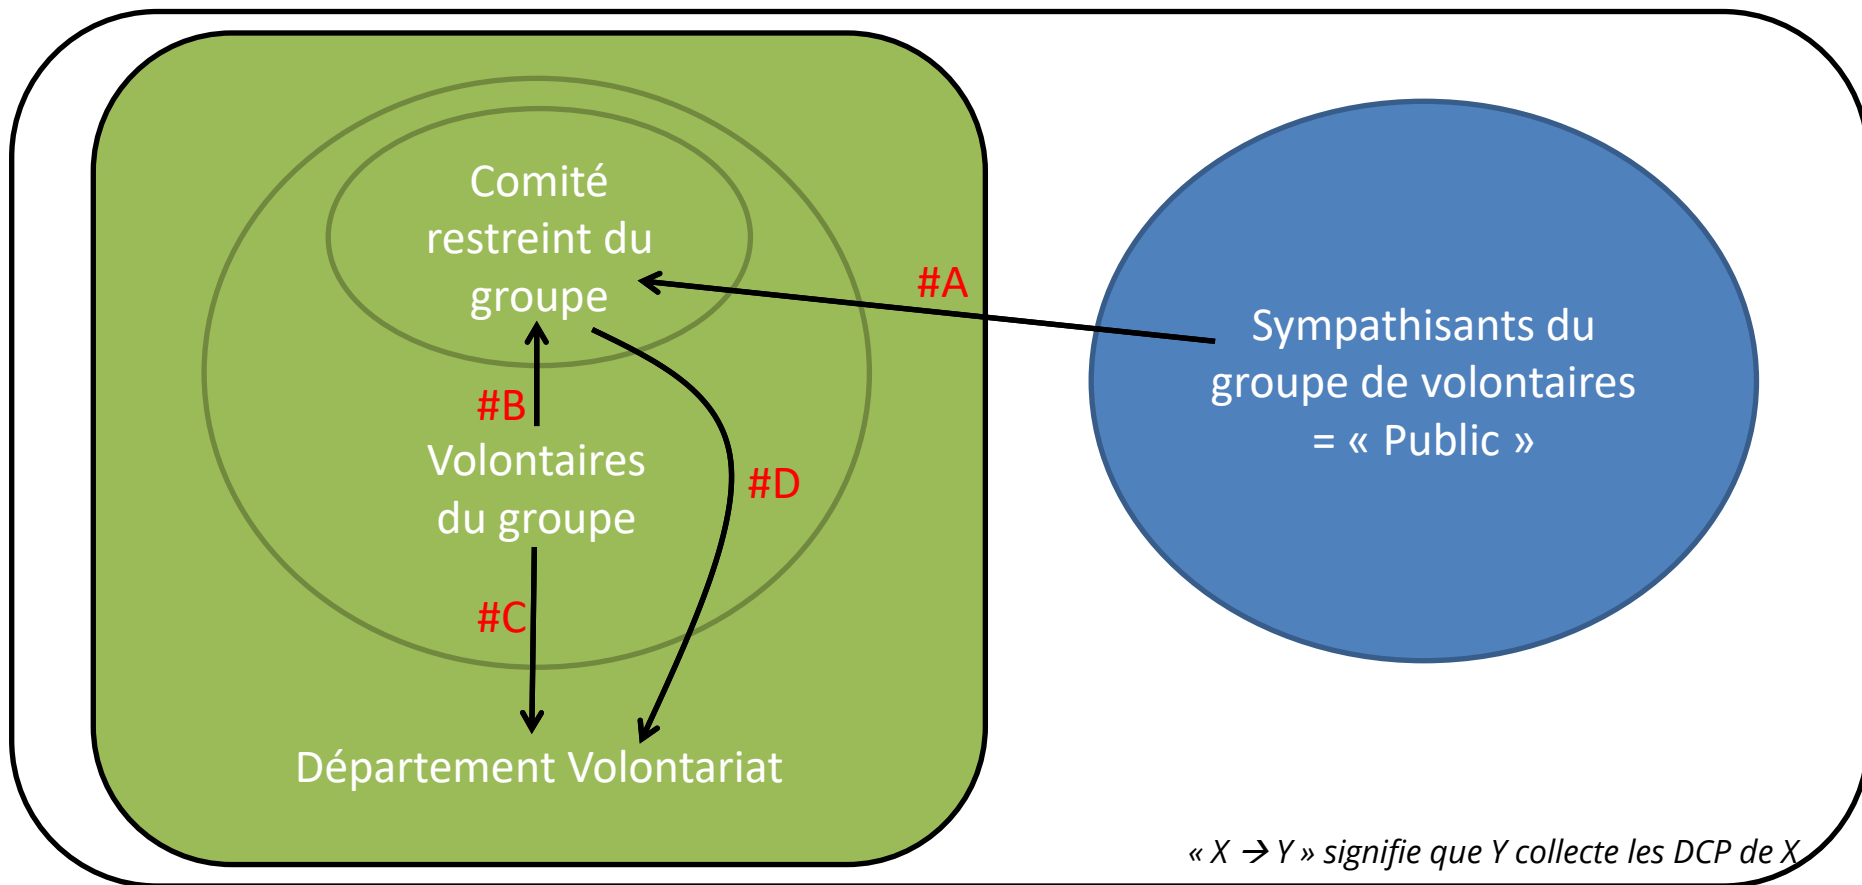 Comité
restreint du
groupe
#A
Sympathisants du
groupe de volontaires
= « Public »
#B
Volontaires
du groupe
#D
#C
Département Volontariat
« X → Y » signifie que Y collecte les DCP de X